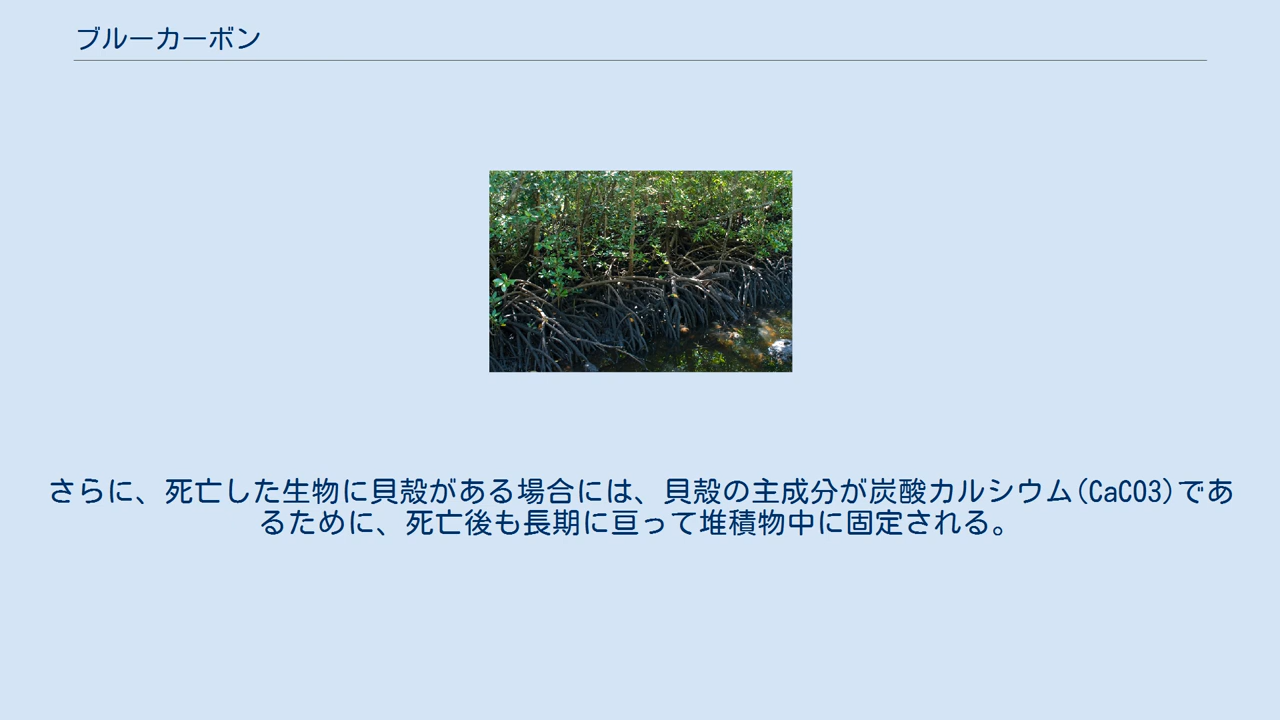 ブルーカーボン
さらに、死亡した生物に貝殻がある場合には、貝殻の主成分が炭酸カルシウム(CaCO3)であ
るために、死亡後も長期に亘って堆積物中に固定される。